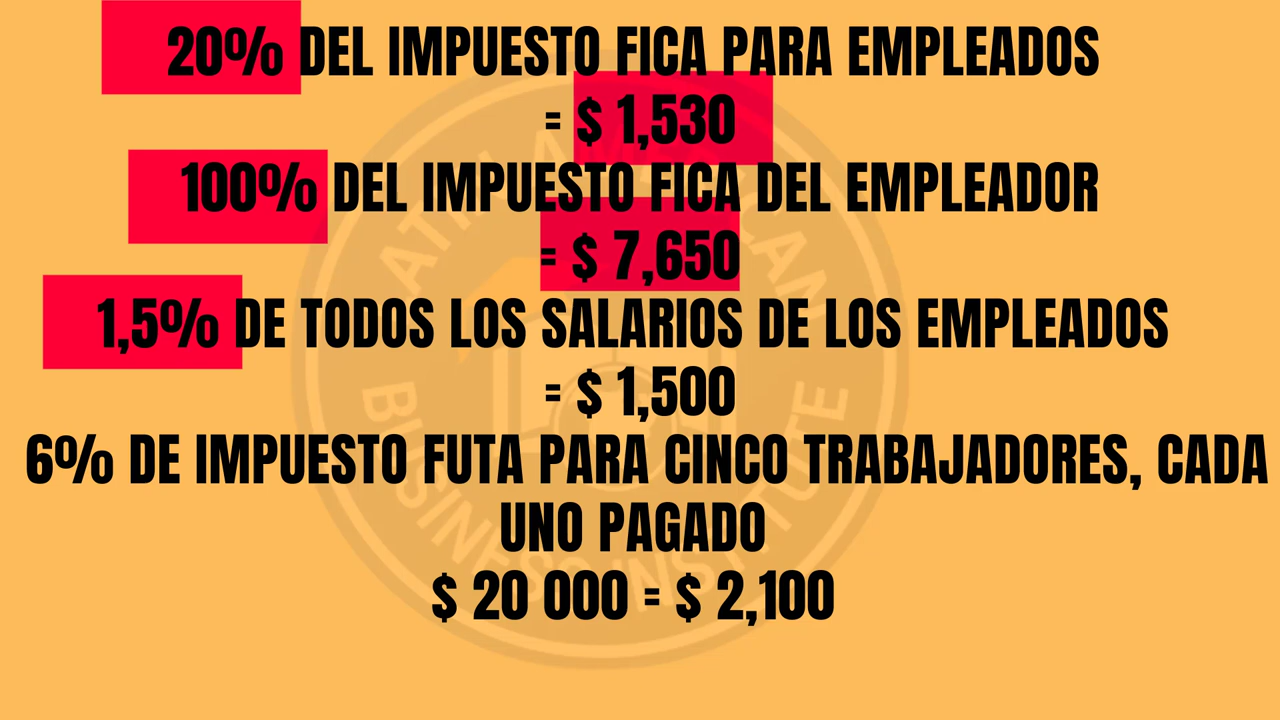 20% DEL IMPUESTO FICA PARA EMPLEADOS
= $ 1,530
100% DEL IMPUESTO FICA DEL EMPLEADOR
= $ 7,650
1,5% DE TODOS LOS SALARIOS DE LOS EMPLEADOS
= $ 1,500
6% DE IMPUESTO FUTA PARA CINCO TRABAJADORES, CADA
UNO PAGADO
$ 20 000 = $ 2,100
BUSINESS INSTITUTE